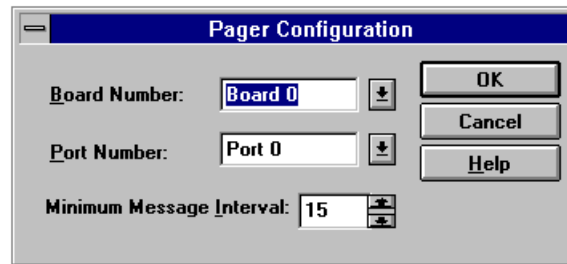 Pager Configuration
Board Number: Board 0
OK
Cancel
Port Number: Port 0
Help
Minimum Message Interval: 15